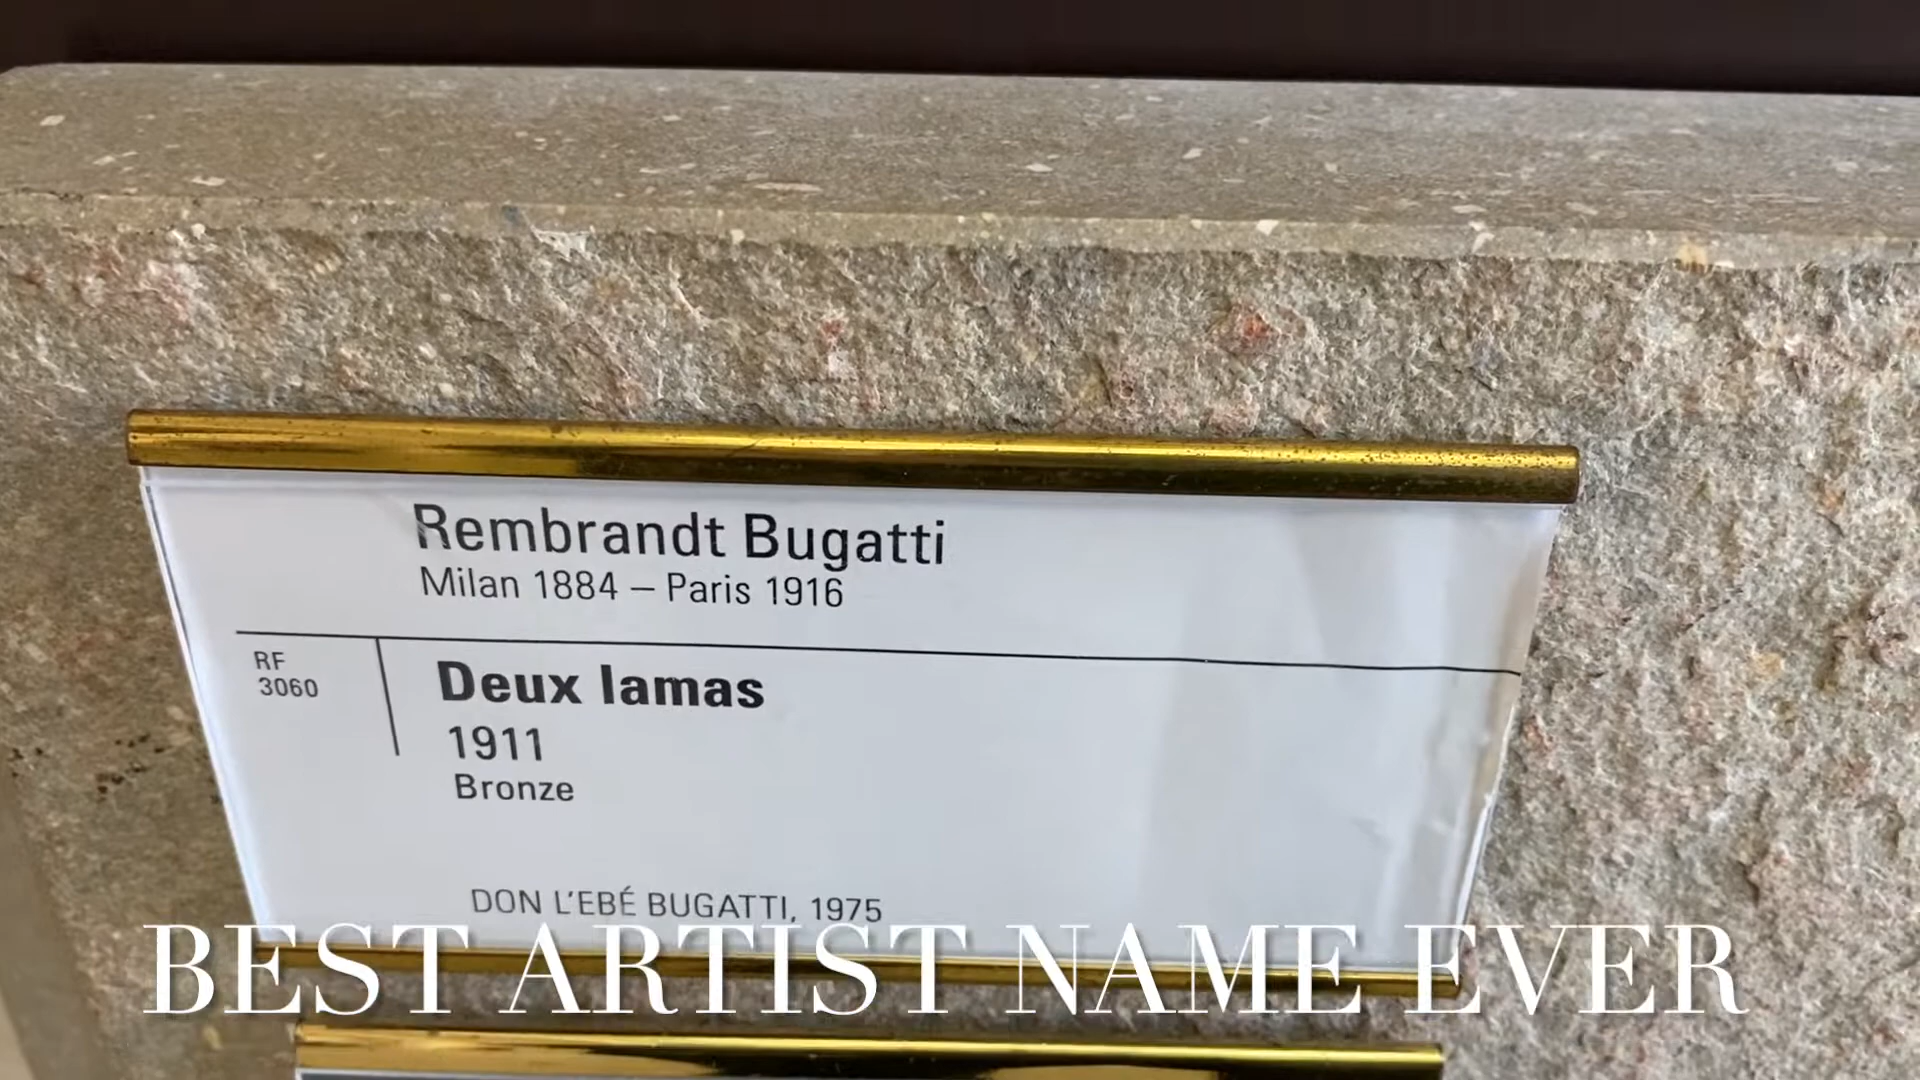 Rembrandt Bugatti
Milan 1884 – Paris 1916
RF
3060
Deux lamas
1911
Bronze
DON L'EBÉ BUGATTI, 1975
BEST ARTIST NAME EVER